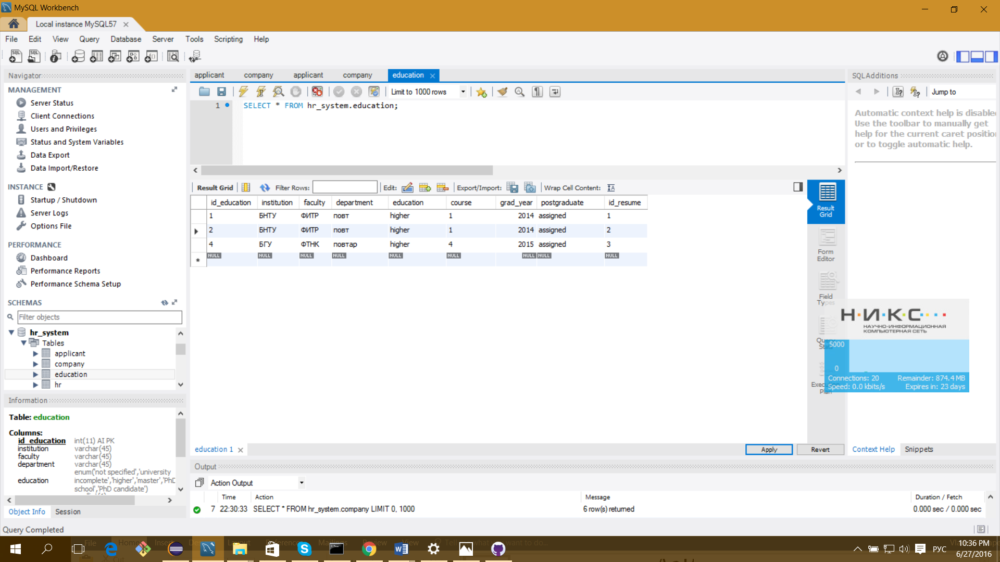 MySQL Workbench
Local instance MySQL57
File Edit View Query Database Server Tools Scripting Help
Navigator
MANAGEMENT
Server Status
Client Connections
Users and Privileges
Status and System Variables
Data Export
Data Import/Restore
INSTANCE
Startup / Shutdown
Server Logs
Options File
PERFORMANCE
Dashboard
Performance Reports
Performance Schema Setup
SCHEMAS
Filter objects
hr_system
Tables
applicant
company
education
hr
Information
Table: education
Columns:
id_education int(11) AI PK
institution varchar(45)
faculty varchar(45)
department varchar(45)
enum('not specified','university
education incomplete','higher','master','PhD
school','PhD candidate')
Object Info Session
Query Completed
applicant company applicant company education
Limit to 1000 rows
1 SELECT * FROM hr_system.education;
Result Grid Filter Rows: Edit: Export/Import: Wrap Cell Content:
id_education institution faculty department education course grad_year postgraduate id_resume
1 БНТУ ФИТР повт higher 1 2014 assigned 1
2 БНТУ ФИТР повт higher 1 2014 assigned 2
4 БГУ ФТНК повтар higher 4 2015 assigned 3
NULL NULL NULL NULL NULL NULL NULL NULL NULL
Result
Grid
Form
Editor
Field
Types
education 1
Apply Revert
Output
Action Output
Time Action Message Duration / Fetch
7 22:30:33 SELECT * FROM hr_system.company LIMIT 0, 1000 6 row(s) returned 0.000 sec / 0.000 sec
SQLAdditions
Jump to
Automatic context help is disable
Use the toolbar to manually get
help for the current caret positio
or to toggle automatic help.
Н·И·К·С
НАУЧНО-ИНФОРМАЦИОННАЯ
КОМПЬЮТЕРНАЯ СЕТЬ
5000
0
Connections: 20 Remainder: 874.4 MB
Speed: 0.0 kbits/s Expires in: 23 days
Plan
Context Help Snippets
РУС
10:36 PM
6/27/2016